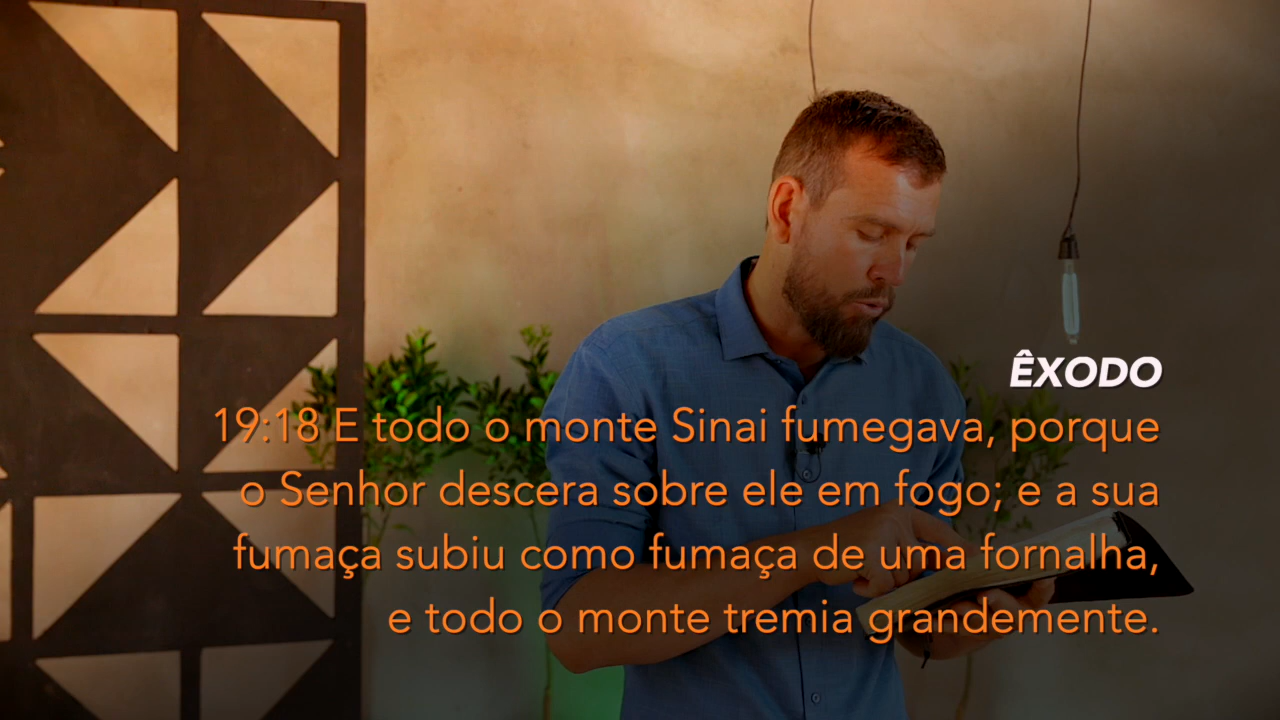 ÊXODO
19:18 E todo o monte Sinai fumegava, porque
o Senhor descera sobre ele em fogo; e a sua
fumaça subiu como fumaça de uma fornalha,
e todo o monte tremia grandemente.